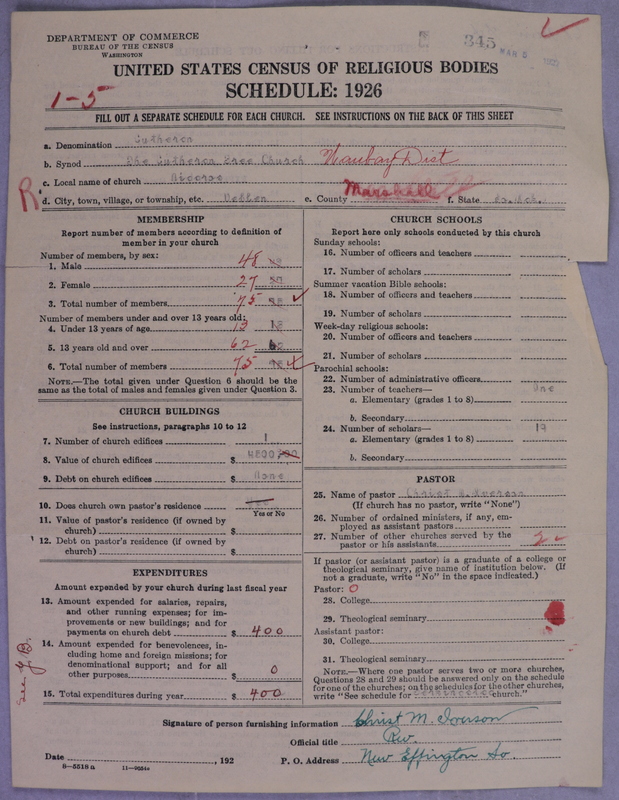 DEPARTMENT OF COMMERCE
BUREAU OF THE CENSUS
WASHINGTON
345
MAR
1-5
UNITED STATES CENSUS OF RELIGIOUS BODIES
SCHEDULE: 1926
FILL OUT A SEPARATE SCHEDULE FOR EACH CHURCH. SEE INSTRUCTIONS ON THE BACK OF THIS SHEET
a. Denomination Lutheran
b. Synod The Lutheran Free Church Waubay Dist
c. Local name of church
R
d. City, town, village, or township, etc. Veblen e. County Marshall f. State So. Dak.
MEMBERSHIP
Report number of members according to definition of member in your church
Number of members, by sex:
1. Male 48
2. Female 27
3. Total number of members 75
Number of members under and over 13 years old:
4. Under 13 years of age 13
5. 13 years old and over 62
6. Total number of members 75
NOTE.—The total given under Question 6 should be the same as the total of males and females given under Question 3.
CHURCH BUILDINGS
See instructions, paragraphs 10 to 12
7. Number of church edifices 1
8. Value of church edifices $
9. Debt on church edifices $ None
10. Does church own pastor's residence
Yes or No
11. Value of pastor's residence (if owned by church) $
12. Debt on pastor's residence (if owned by church) $
EXPENDITURES
Amount expended by your church during last fiscal year
13. Amount expended for salaries, repairs, and other running expenses; for improvements or new buildings; and for payments on church debt $ 400
14. Amount expended for benevolences, including home and foreign missions; for denominational support; and for all other purposes $ 0
15. Total expenditures during year $ 400
CHURCH SCHOOLS
Report here only schools conducted by this church
Sunday schools:
16. Number of officers and teachers
17. Number of scholars
Summer vacation Bible schools:
18. Number of officers and teachers
19. Number of scholars
Week-day religious schools:
20. Number of officers and teachers
21. Number of scholars
Parochial schools:
22. Number of administrative officers
23. Number of teachers—
a. Elementary (grades 1 to 8) One
b. Secondary
24. Number of scholars—
a. Elementary (grades 1 to 8)
b. Secondary
PASTOR
25. Name of pastor Christ M. Iverson
(If church has no pastor, write "None")
26. Number of ordained ministers, if any, employed as assistant pastors
27. Number of other churches served by the pastor or his assistants 2
If pastor (or assistant pastor) is a graduate of a college or theological seminary, give name of institution below. (If not a graduate, write "No" in the space indicated.)
Pastor: 0
28. College
29. Theological seminary
Assistant pastor:
30. College
31. Theological seminary
NOTE.—Where one pastor serves two or more churches, Questions 28 and 29 should be answered only on the schedule for one of the churches; on the schedules for the other churches, write "See schedule for church."
Signature of person furnishing information Christ M. Iverson
Official title Rev.
Date , 192 P. O. Address New Effington So.
8-5518a